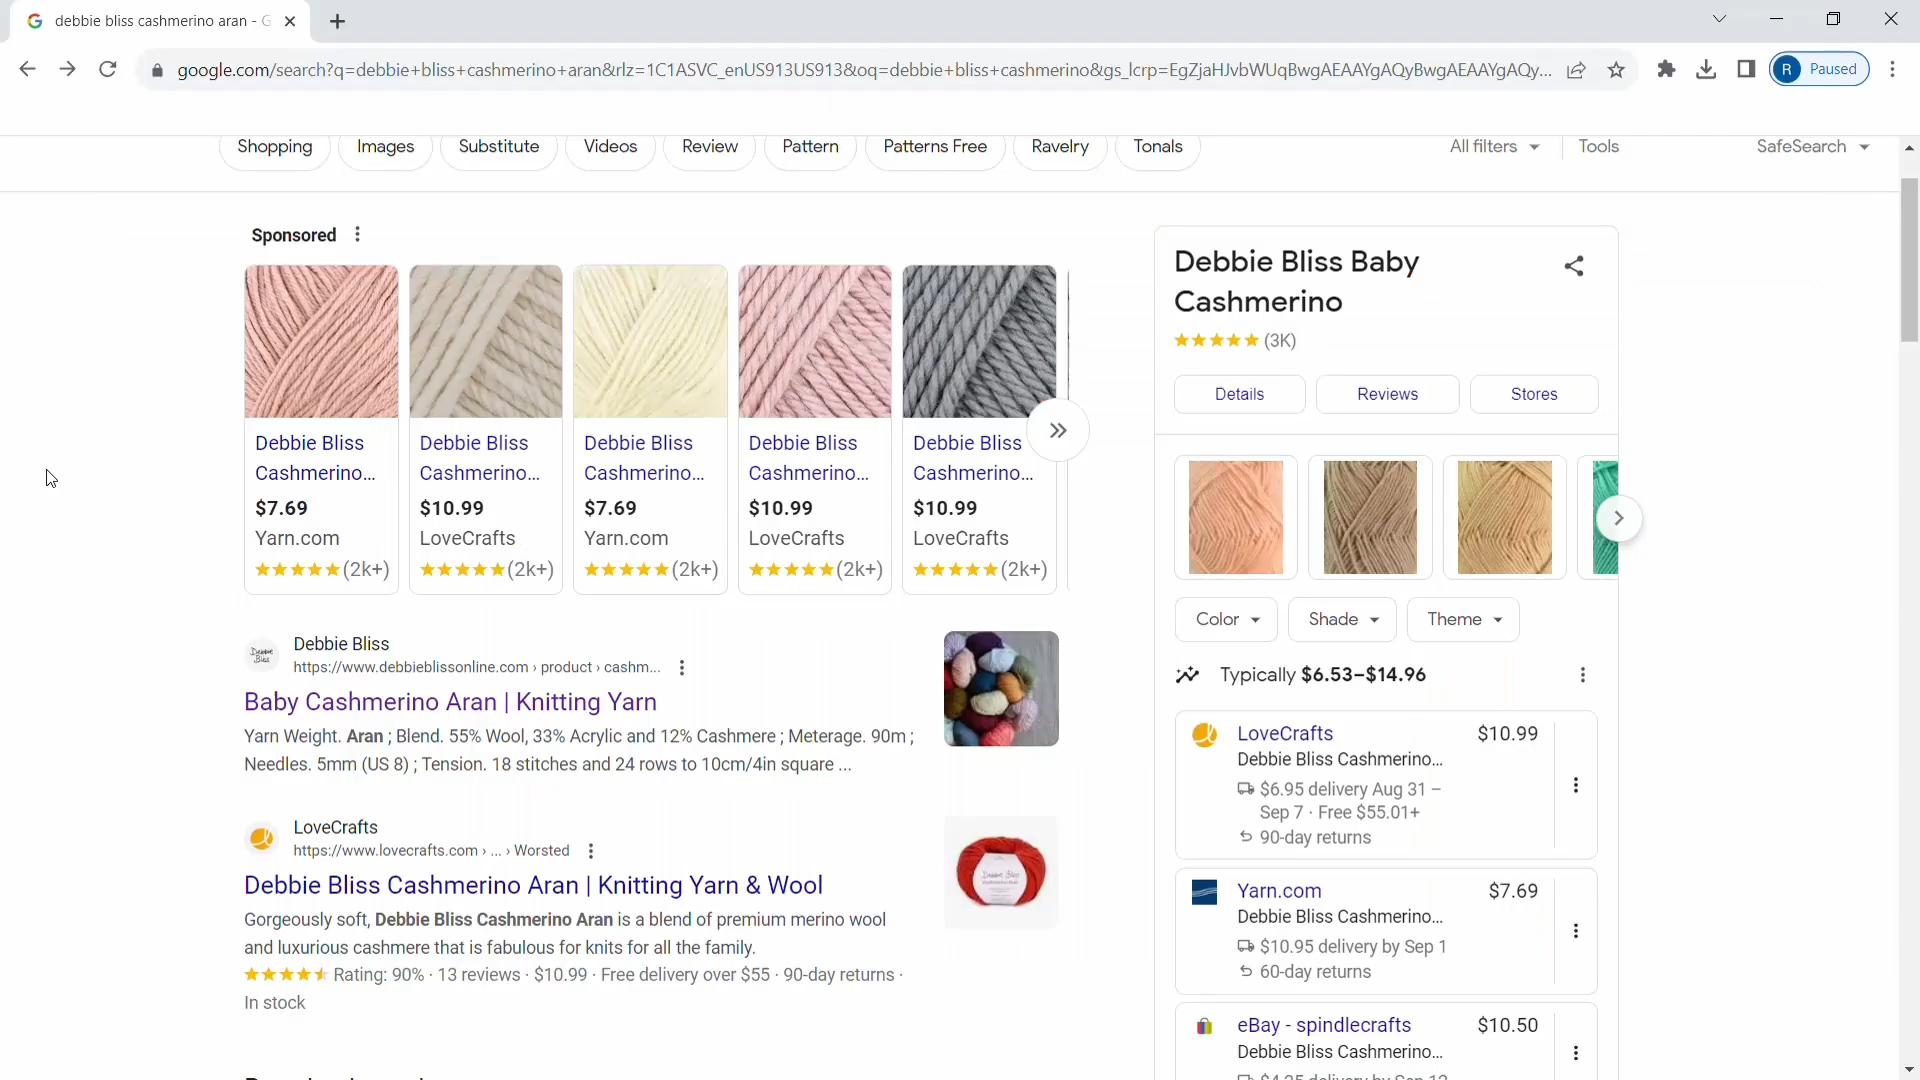 debbie bliss cashmerino aran - G
google.com/search?q=debbie+bliss+cashmerino+aran&rlz=1C1ASVC_enUS913US913&oq=debbie+bliss+cashmerino&gs_lcrp=EgZjaHJvbWUqBwgAEAAYgAQyBwgAEAAYgAQy...
R Paused
Shopping Images Substitute Videos Review Pattern Patterns Free Ravelry Tonals All filters Tools SafeSearch
Sponsored
Debbie Bliss Cashmerino...
$7.69
Yarn.com
(2k+)
Debbie Bliss Cashmerino...
$10.99
LoveCrafts
(2k+)
Debbie Bliss Cashmerino...
$7.69
Yarn.com
(2k+)
Debbie Bliss Cashmerino...
$10.99
LoveCrafts
(2k+)
Debbie Bliss Cashmerino...
$10.99
LoveCrafts
(2k+)
Debbie Bliss
Debbie Bliss
https://www.debbieblissonline.com › product › cashm...
Baby Cashmerino Aran | Knitting Yarn
Yarn Weight. Aran ; Blend. 55% Wool, 33% Acrylic and 12% Cashmere ; Meterage. 90m ;
Needles. 5mm (US 8) ; Tension. 18 stitches and 24 rows to 10cm/4in square ...
LoveCrafts
https://www.lovecrafts.com › ... › Worsted
Debbie Bliss Cashmerino Aran | Knitting Yarn & Wool
Gorgeously soft, Debbie Bliss Cashmerino Aran is a blend of premium merino wool
and luxurious cashmere that is fabulous for knits for all the family.
Rating: 90% · 13 reviews · $10.99 · Free delivery over $55 · 90-day returns ·
In stock
Debbie Bliss
Debbie Bliss Baby
Cashmerino
(3K)
Details Reviews Stores
Color Shade Theme
Typically $6.53–$14.96
LoveCrafts $10.99
Debbie Bliss Cashmerino...
$6.95 delivery Aug 31 –
Sep 7 · Free $55.01+
90-day returns
Yarn.com $7.69
Debbie Bliss Cashmerino...
$10.95 delivery by Sep 1
60-day returns
eBay - spindlecrafts $10.50
Debbie Bliss Cashmerino...